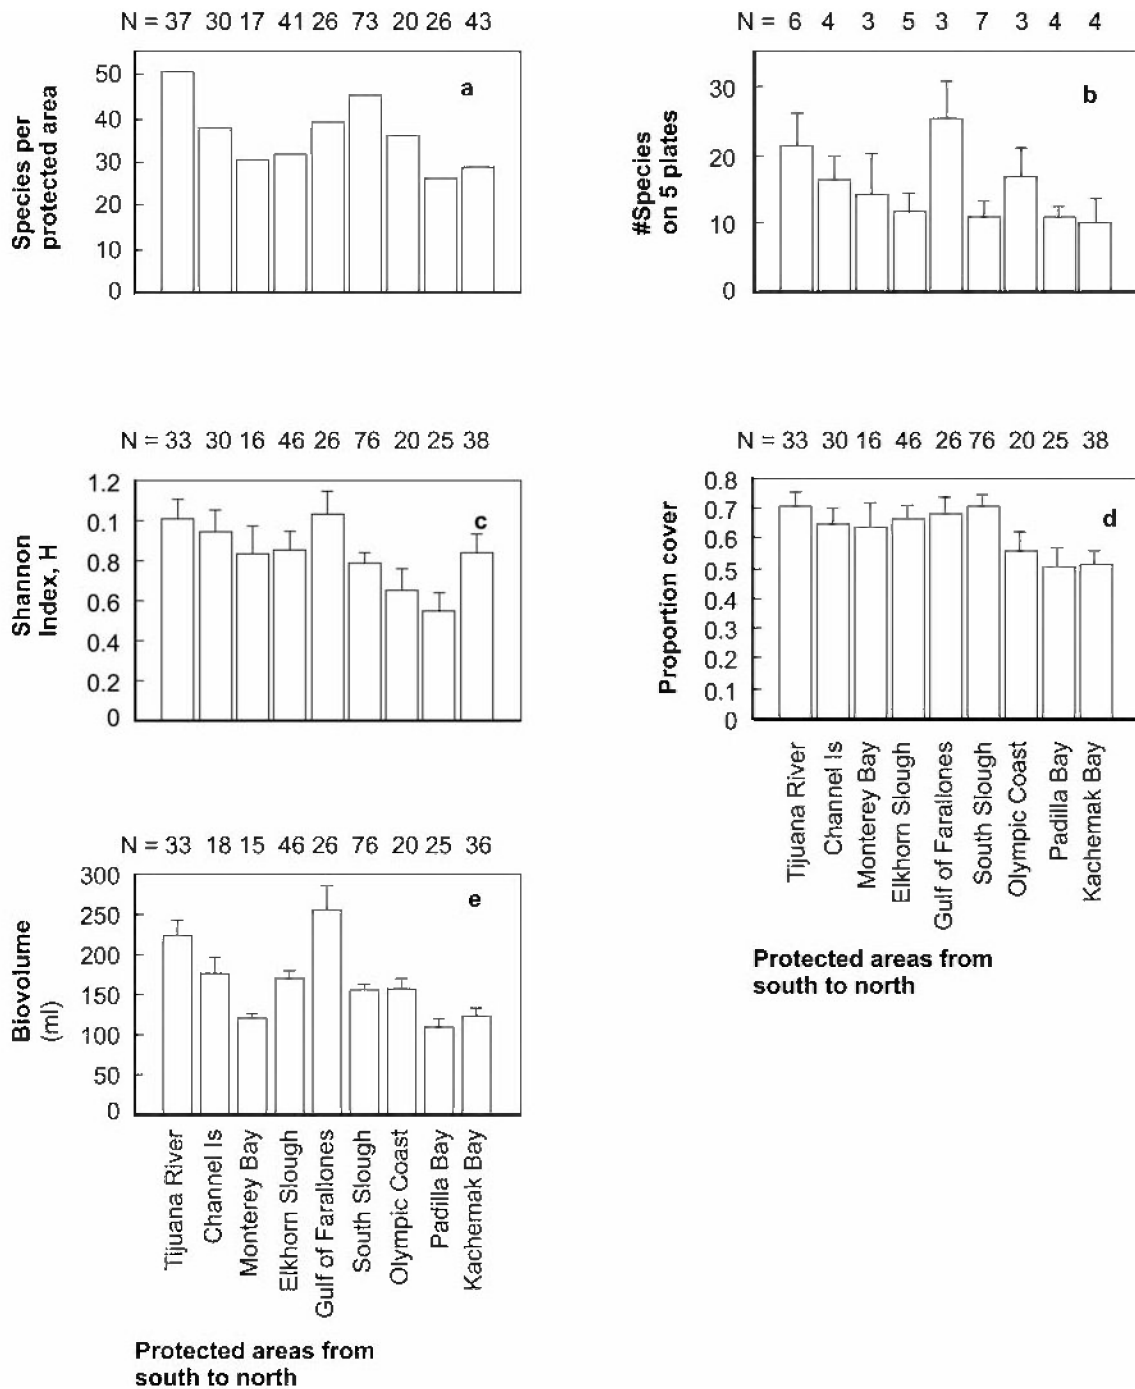 N = 37 30 17 41 26 73 20 26 43
50
40
30
20
10
0
Species per
protected area
a
N = 6 4 3 5 3 7 3 4 4
30
20
10
0
#Species
on 5 plates
b
N = 33 30 16 46 26 76 20 25 38
1.2
0.1
0.8
0.6
0.4
0.2
0
Shannon
Index, H
c
N = 33 30 16 46 26 76 20 25 38
0.8
0.7
0.6
0.5
0.4
0.3
0.2
0.1
0
Proportion cover
d
Tijuana River
Channel Is
Monterey Bay
Elkhorn Slough
Gulf of Farallones
South Slough
Olympic Coast
Padilla Bay
Kachemak Bay
Protected areas from
south to north
N = 33 18 15 46 26 76 20 25 36
300
250
200
150
100
50
0
Biovolume
(ml)
e
Tijuana River
Channel Is
Monterey Bay
Elkhorn Slough
Gulf of Farallones
South Slough
Olympic Coast
Padilla Bay
Kachemak Bay
Protected areas from
south to north